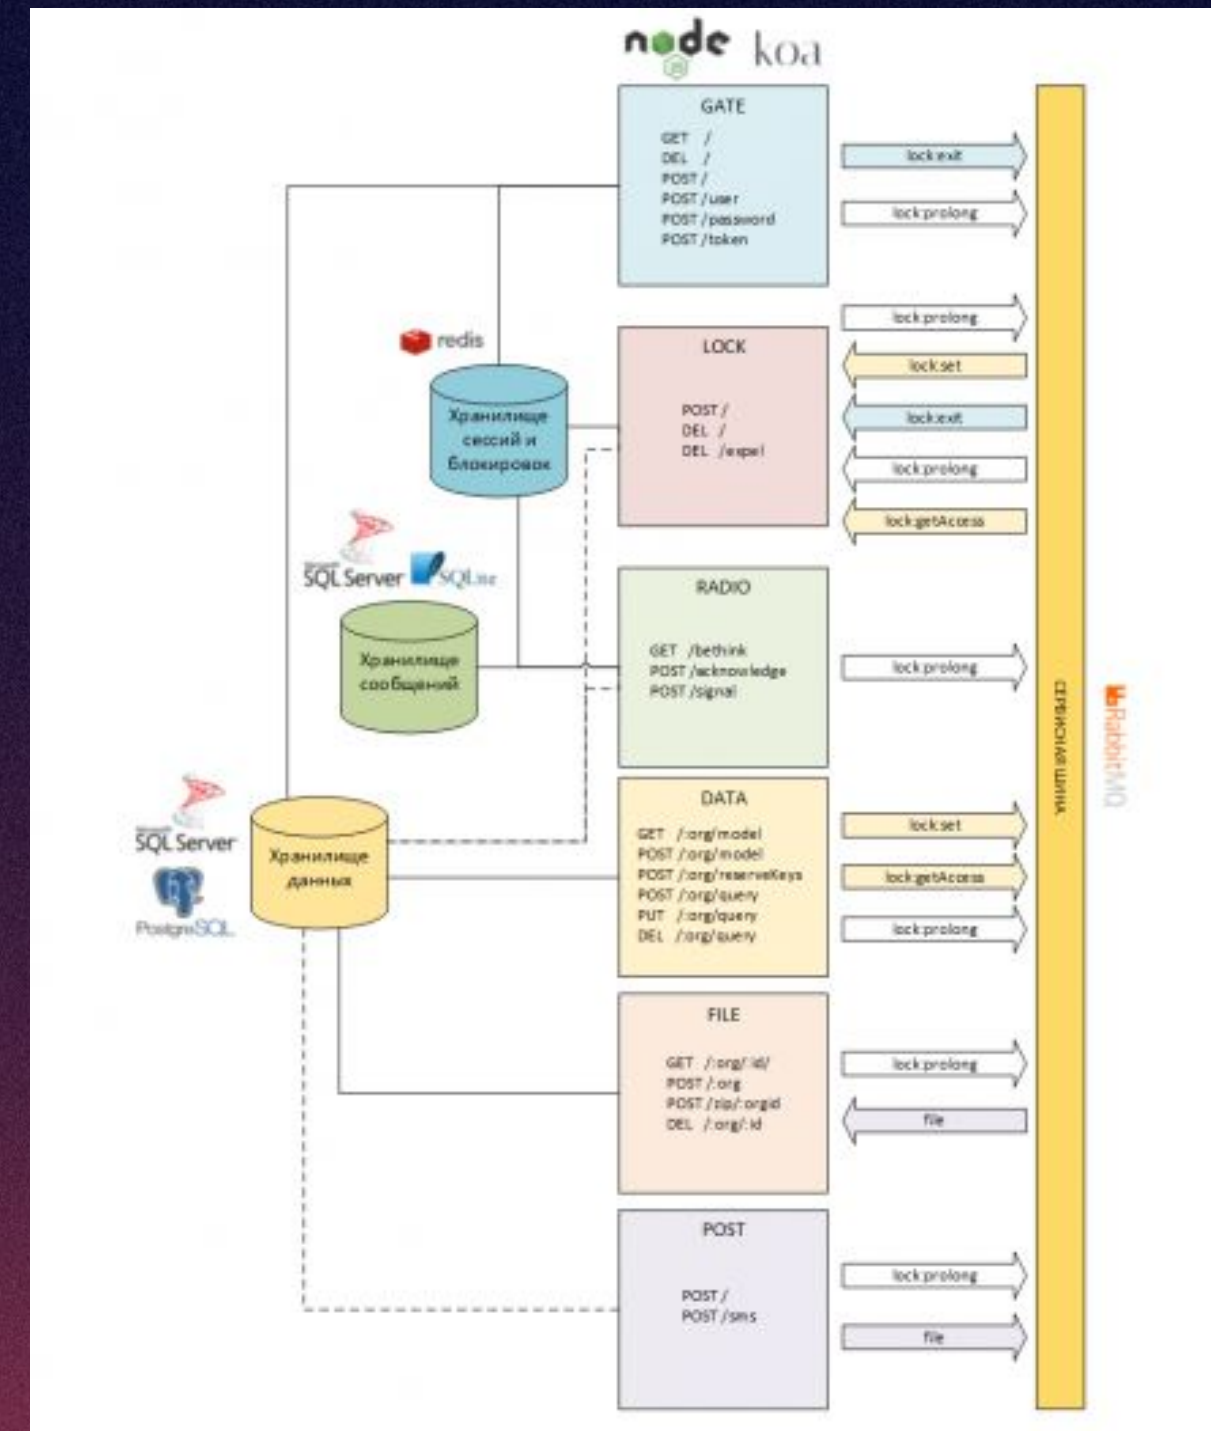 node
JS
koa
GATE
GET /
DEL /
POST /
POST /user
POST /password
POST /token
lock:exit
lock:prolong
redis
Хранилище
сессий и
блокировок
LOCK
POST /
DEL /
DEL /expel
lock:prolong
lock:set
lock:exit
lock:prolong
lock:getAccess
Microsoft
SQL Server
SQLite
Хранилище
сообщений
RADIO
GET /bethink
POST /acknowledge
POST /signal
lock:prolong
СЕРВИСНАЯ ШИНА
RabbitMQ
Microsoft
SQL Server
PostgreSQL
Хранилище
данных
DATA
GET /:org/model
POST /:org/model
POST /:org/reserveKeys
POST /:org/query
PUT /:org/query
DEL /:org/query
lock:set
lock:getAccess
lock:prolong
FILE
GET /:org/:id/
POST /:org
POST /zip/:orgid
DEL /:org/:id
lock:prolong
file
POST
POST /
POST /sms
lock:prolong
file